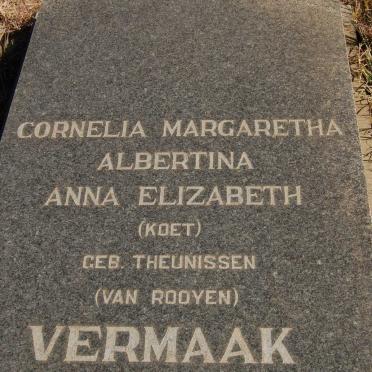 CORNELIA MARGARETHA
ALBERTINA
ANNA ELIZABETH
(KOET)
GEB. THEUNISSEN
(VAN ROOYEN)
VERMAAK